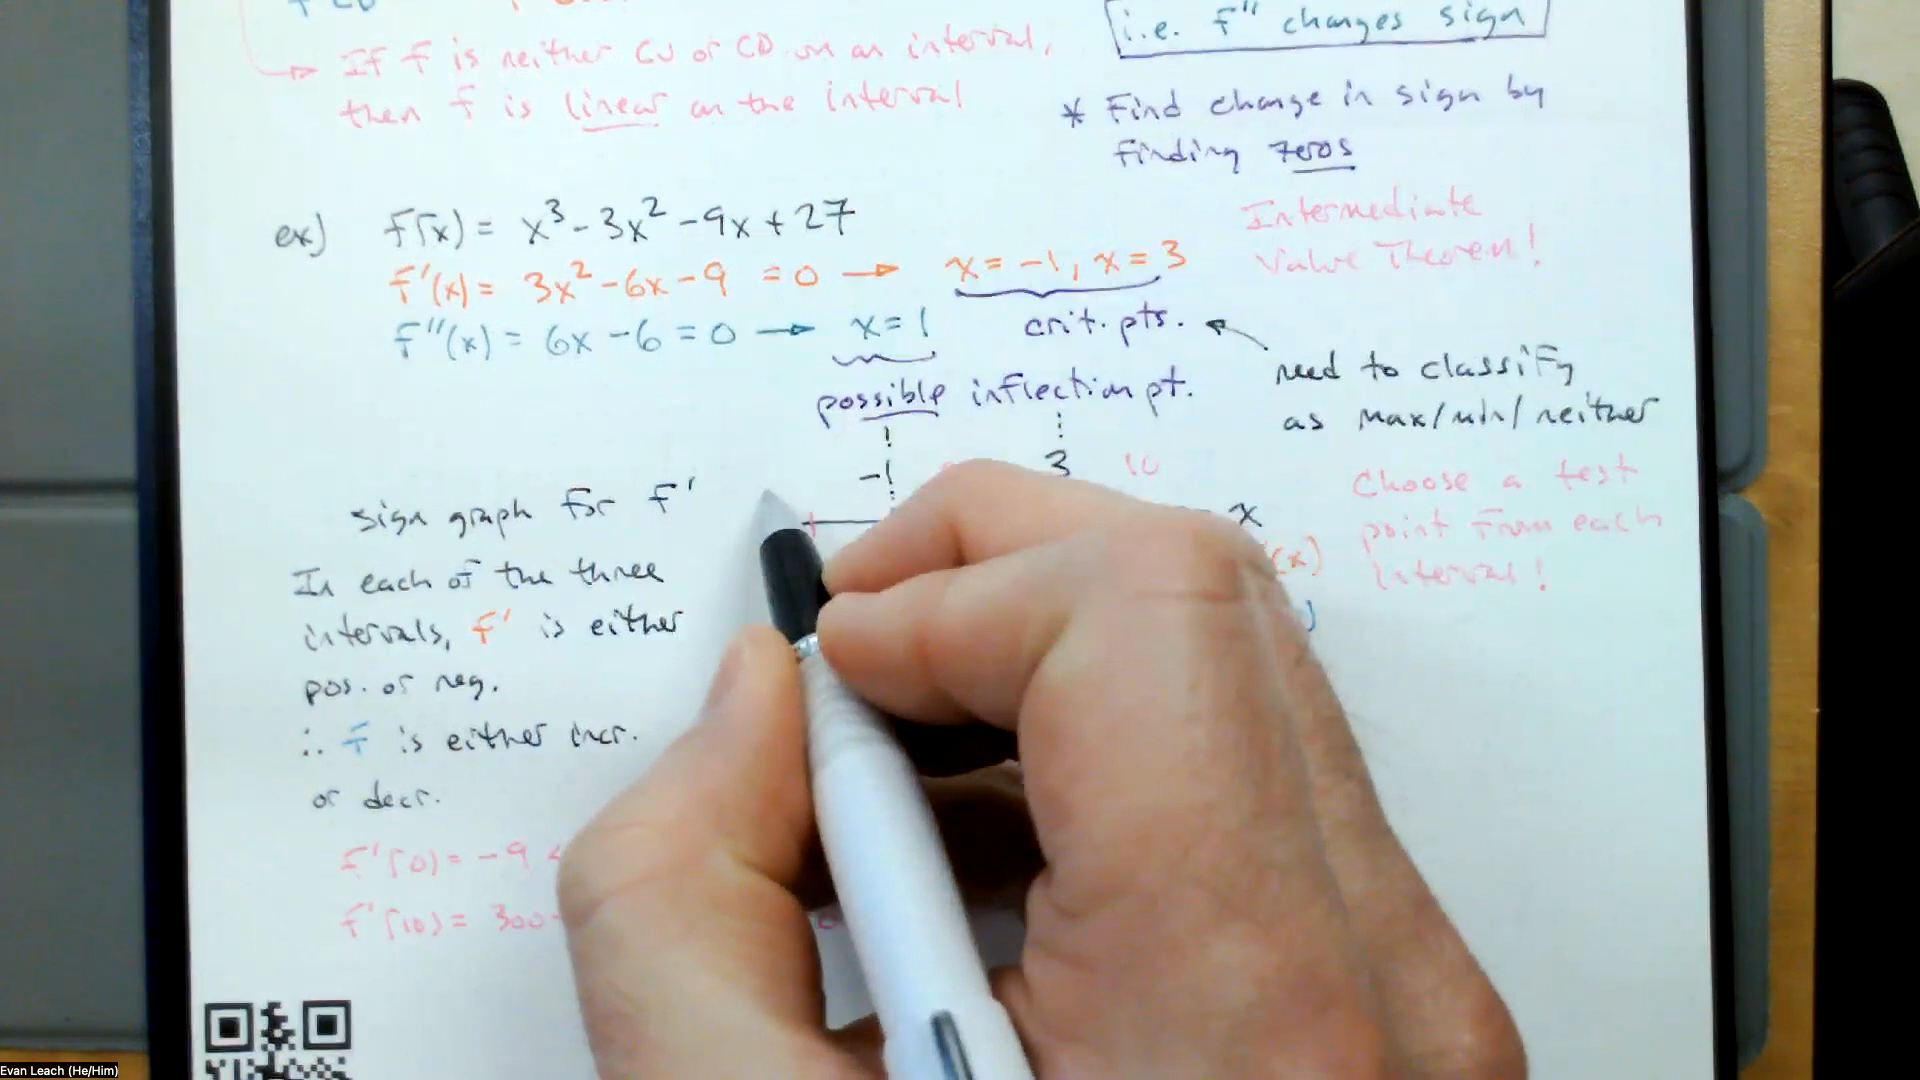 If f is neither CU or CD on an interval,
then f is linear on the interval
i.e. f'' changes sign
* Find change in sign by
finding zeros
Intermediate
Value Theorem!
ex) f(x) = x³ - 3x² - 9x + 27
f'(x) = 3x² - 6x - 9 = 0 → x = -1, x = 3
f''(x) = 6x - 6 = 0 → x = 1
crit. pts.
possible inflection pt.
need to classify
as max/min/neither
-1 3 10
x
Choose a test
point from each
interval!
sign graph for f'
In each of the three
intervals, f' is either
pos. or neg.
∴ f is either incr.
or decr.
f'(0) = -9 <
f'(10) = 300-
Evan Leach (He/Him)